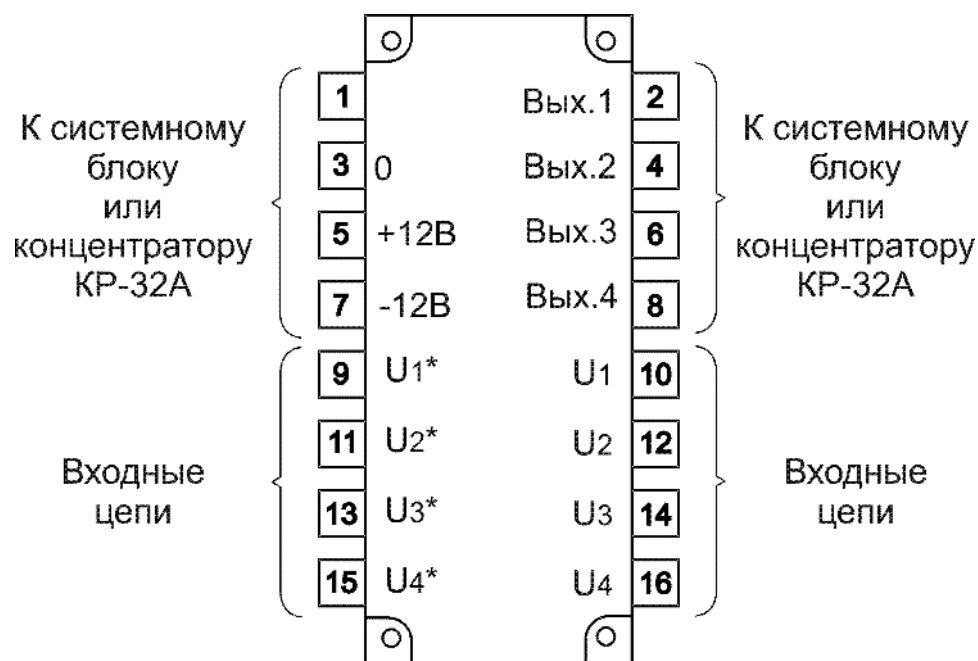 К системному
блоку
или
концентратору
КР-32А
1
Вых.1
2
3
0
Вых.2
4
5
+12В
Вых.3
6
7
-12В
Вых.4
8
К системному
блоку
или
концентратору
КР-32А
Входные
цепи
9
U1*
U1
10
11
U2*
U2
12
13
U3*
U3
14
15
U4*
U4
16
Входные
цепи